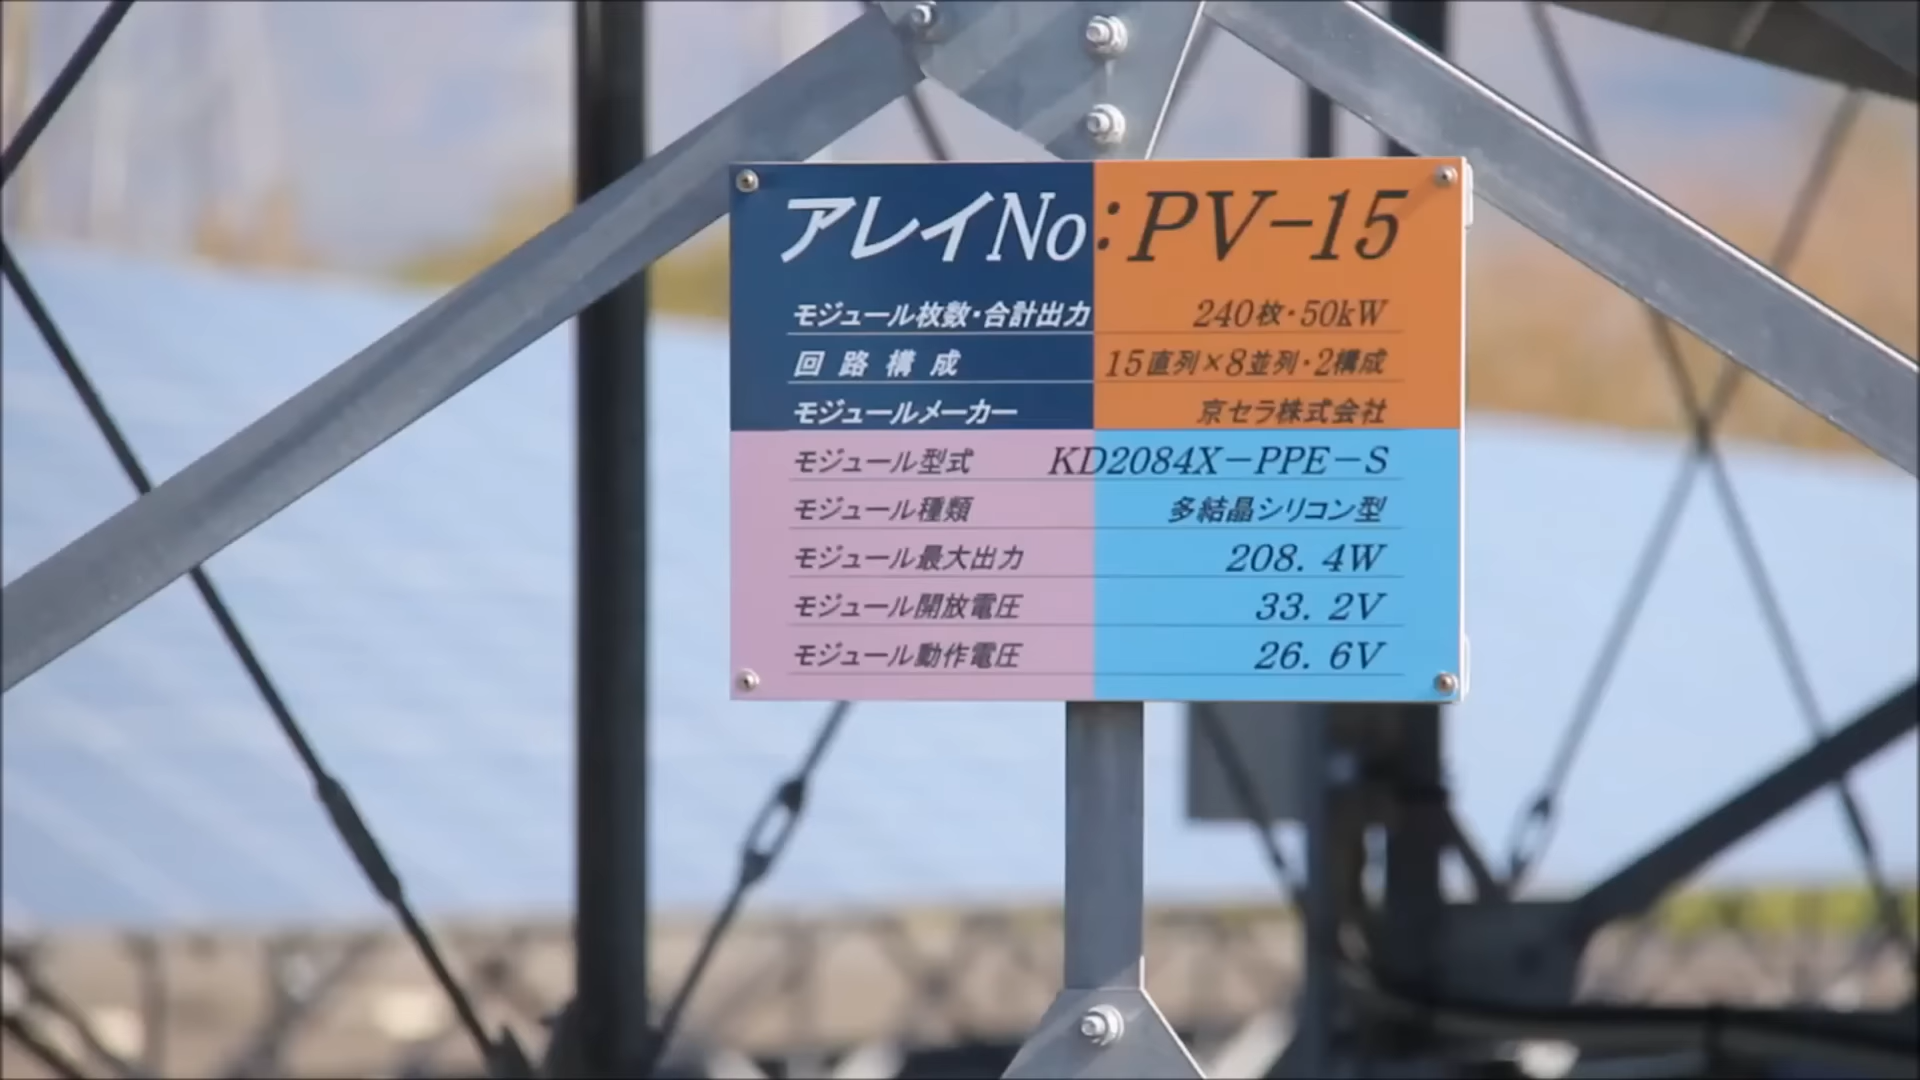 アレイNo:PV-15
モジュール枚数・合計出力 240枚・50kW
回路構成 15直列×8並列・2構成
モジュールメーカー 京セラ株式会社
モジュール型式 KD2084X-PPE-S
モジュール種類 多結晶シリコン型
モジュール最大出力 208.4W
モジュール開放電圧 33.2V
モジュール動作電圧 26.6V